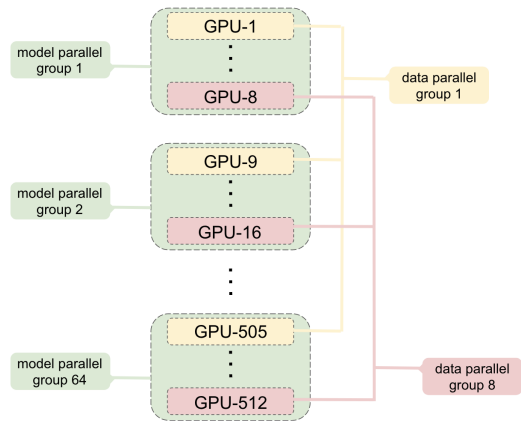 GPU-1
model parallel
group 1
GPU-8
data parallel
group 1
GPU-9
model parallel
group 2
GPU-16
GPU-505
model parallel
group 64
GPU-512
data parallel
group 8